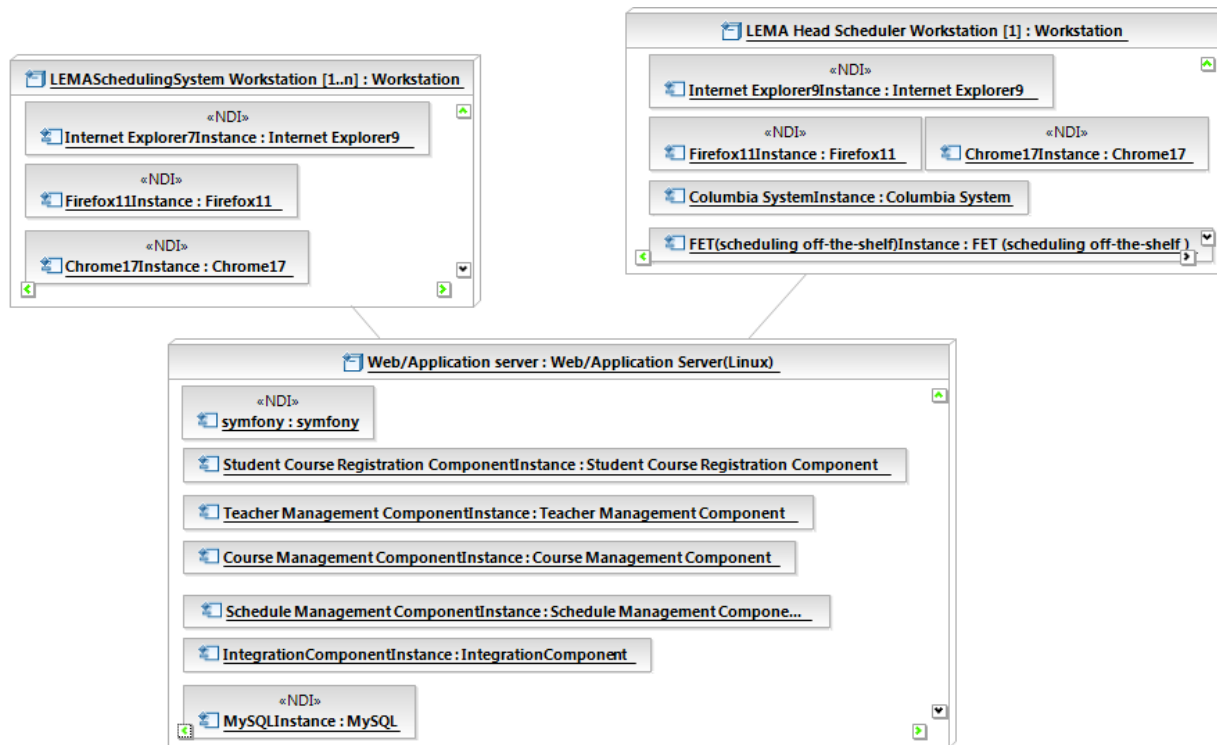 LEMASchedulingSystem Workstation [1..n] : Workstation
«NDI»
Internet Explorer7Instance : Internet Explorer9
«NDI»
Firefox11Instance : Firefox11
«NDI»
Chrome17Instance : Chrome17
LEMA Head Scheduler Workstation [1] : Workstation
«NDI»
Internet Explorer9Instance : Internet Explorer9
«NDI»
Firefox11Instance : Firefox11
«NDI»
Chrome17Instance : Chrome17
Columbia SystemInstance : Columbia System
FET(scheduling off-the-shelf)Instance : FET (scheduling off-the-shelf )
Web/Application server : Web/Application Server(Linux)
«NDI»
symfony : symfony
Student Course Registration ComponentInstance : Student Course Registration Component
Teacher Management ComponentInstance : Teacher Management Component
Course Management ComponentInstance : Course Management Component
Schedule Management ComponentInstance : Schedule Management Compone...
IntegrationComponentInstance : IntegrationComponent
«NDI»
MySQLInstance : MySQL